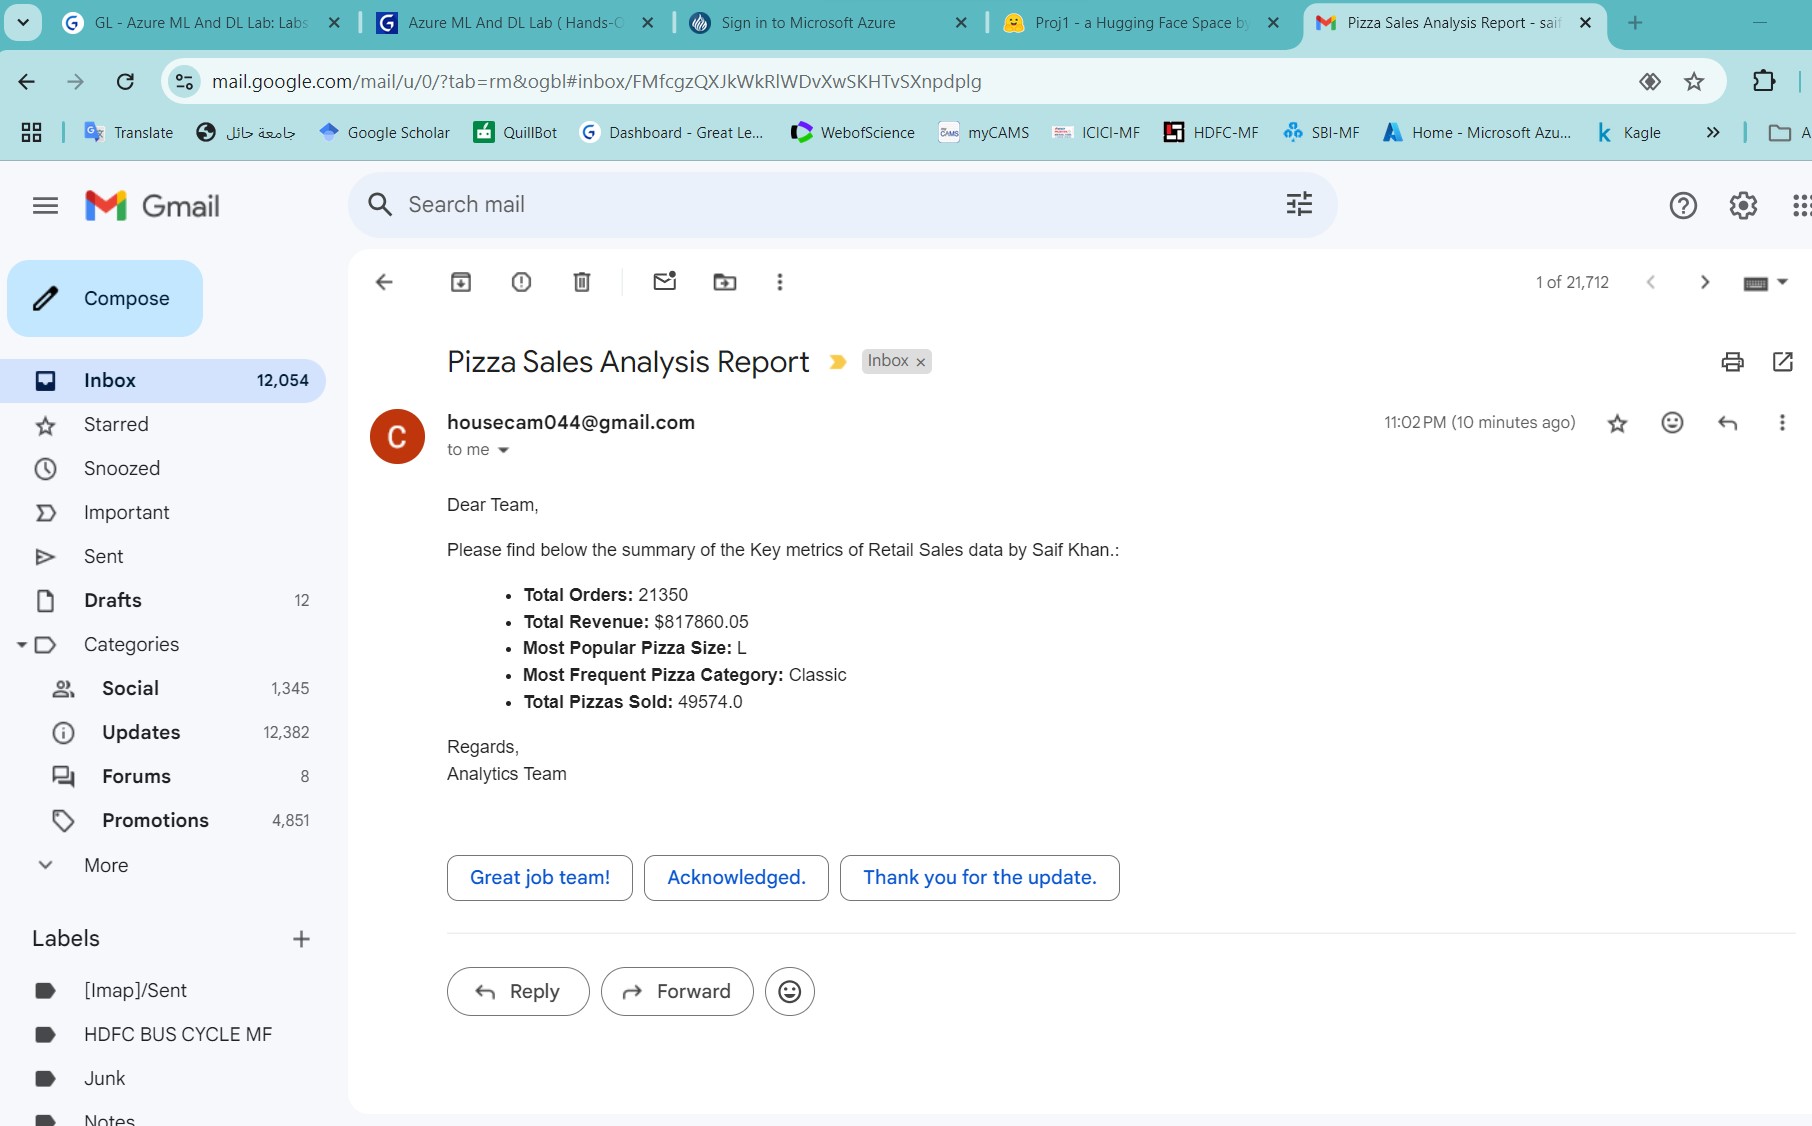 GL - Azure ML And DL Lab: Labs
Azure ML And DL Lab ( Hands-O
Sign in to Microsoft Azure
Proj1 - a Hugging Face Space by
Pizza Sales Analysis Report - saif
mail.google.com/mail/u/0/?tab=rm&ogbl#inbox/FMfcgzQXJkWkRlWDvXwSKHTvSXnpdplg
Translate
جامعة حائل
Google Scholar
QuillBot
Dashboard - Great Le...
WebofScience
myCAMS
ICICI-MF
HDFC-MF
SBI-MF
Home - Microsoft Azu...
Kagle
A
Gmail
Search mail
Compose
1 of 21,712
Inbox 12,054
Starred
Snoozed
Important
Sent
Drafts 12
Categories
Social 1,345
Updates 12,382
Forums 8
Promotions 4,851
More
Labels
[Imap]/Sent
HDFC BUS CYCLE MF
Junk
Notes
Pizza Sales Analysis Report Inbox
C
housecam044@gmail.com
11:02 PM (10 minutes ago)
to me
Dear Team,
Please find below the summary of the Key metrics of Retail Sales data by Saif Khan.:
• Total Orders: 21350
• Total Revenue: $817860.05
• Most Popular Pizza Size: L
• Most Frequent Pizza Category: Classic
• Total Pizzas Sold: 49574.0
Regards,
Analytics Team
Great job team!
Acknowledged.
Thank you for the update.
Reply
Forward